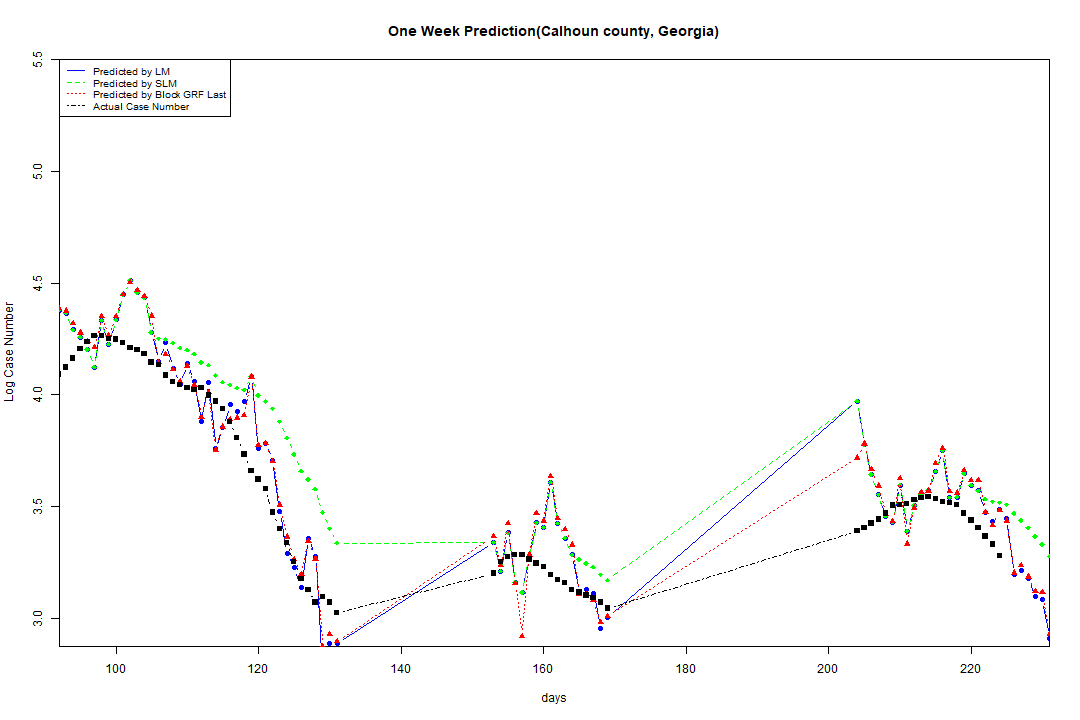 One Week Prediction(Calhoun county, Georgia)
Predicted by LM
Predicted by SLM
Predicted by Block GRF Last
Actual Case Number
5.5
5.0
4.5
4.0
3.5
3.0
Log Case Number
100 120 140 160 180 200 220
days